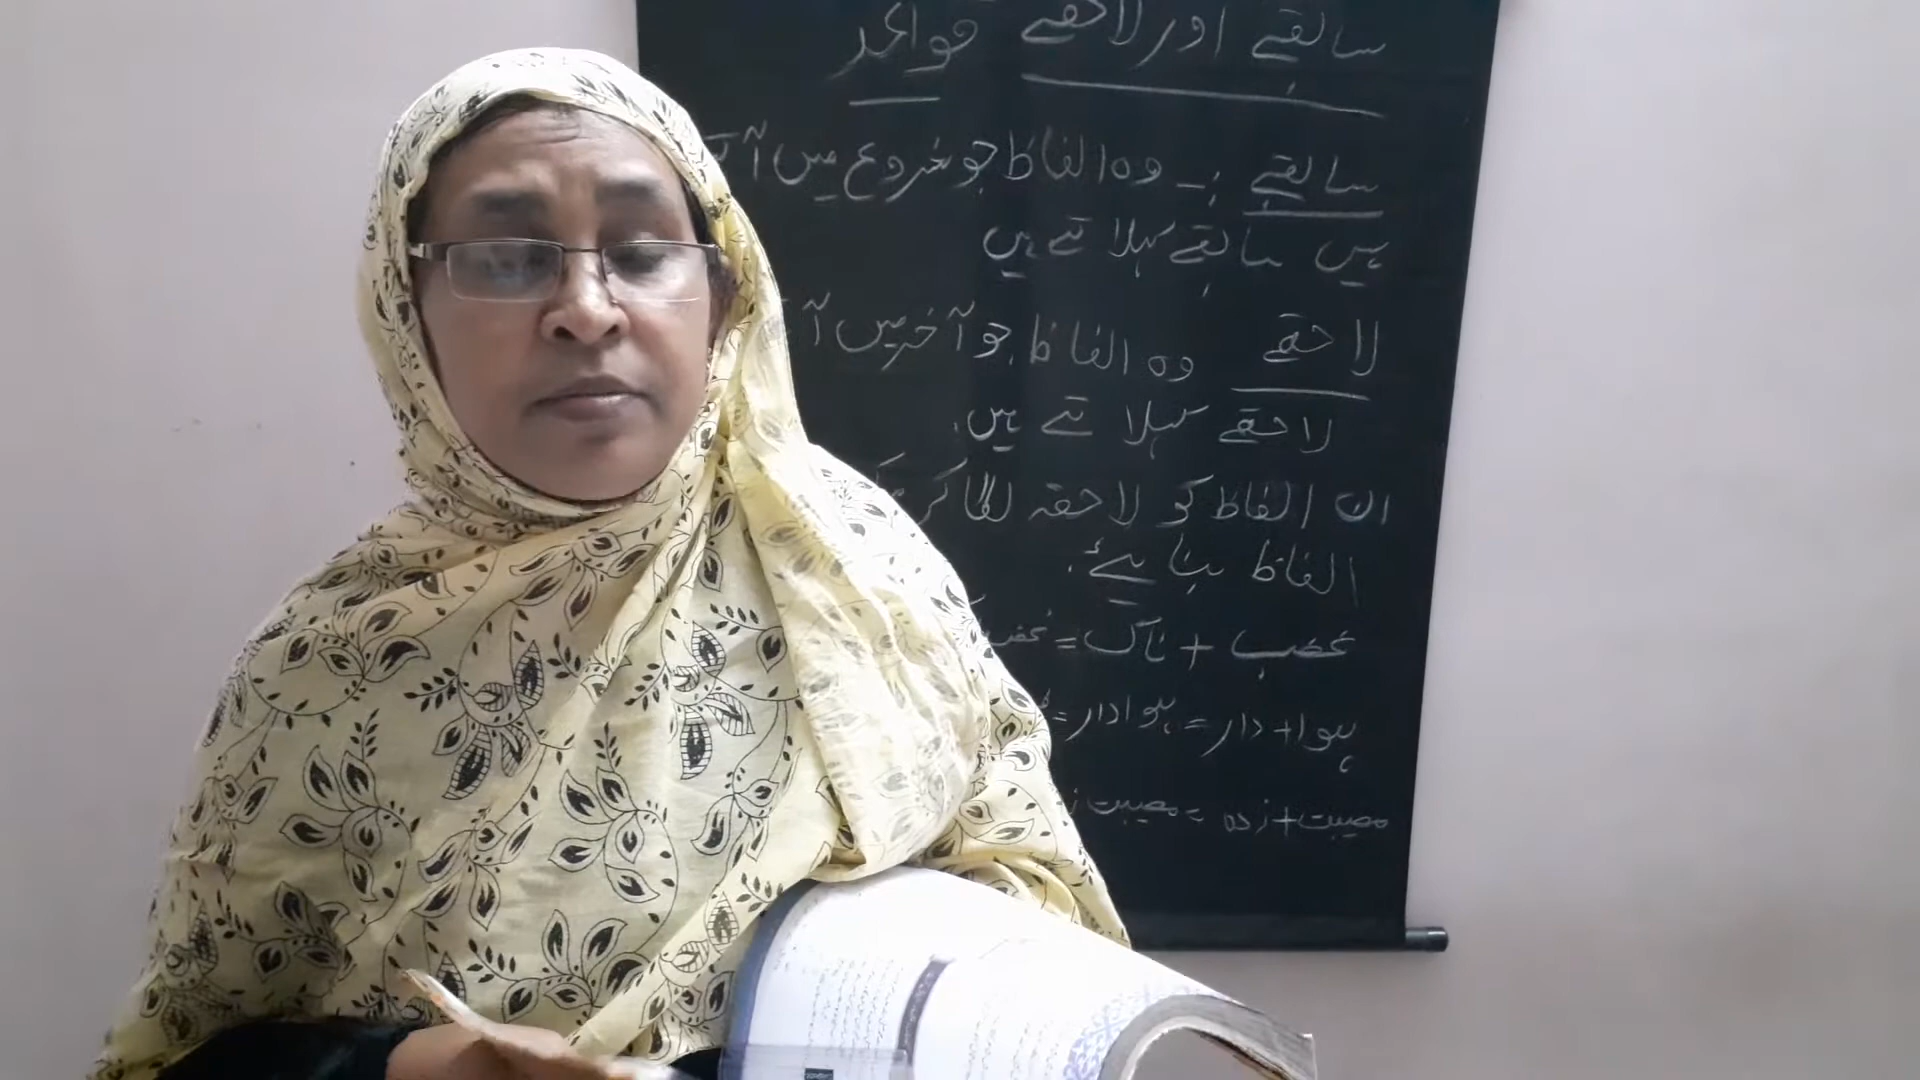 سابقے اور لاحقے قواعد
سابقے :۔ وہ الفاظ جو شروع میں
ہیں سابقے کہلاتے ہیں
لاحقے وہ الفاظ جو آخر میں
لاحقے کہلاتے ہیں.
ان الفاظ کو لاحقہ لگا کر
الفاظ بنایئے.
غضب + ناک =
ہوا + دار = ہوادار =
مصیبت + زدہ = مصیبت